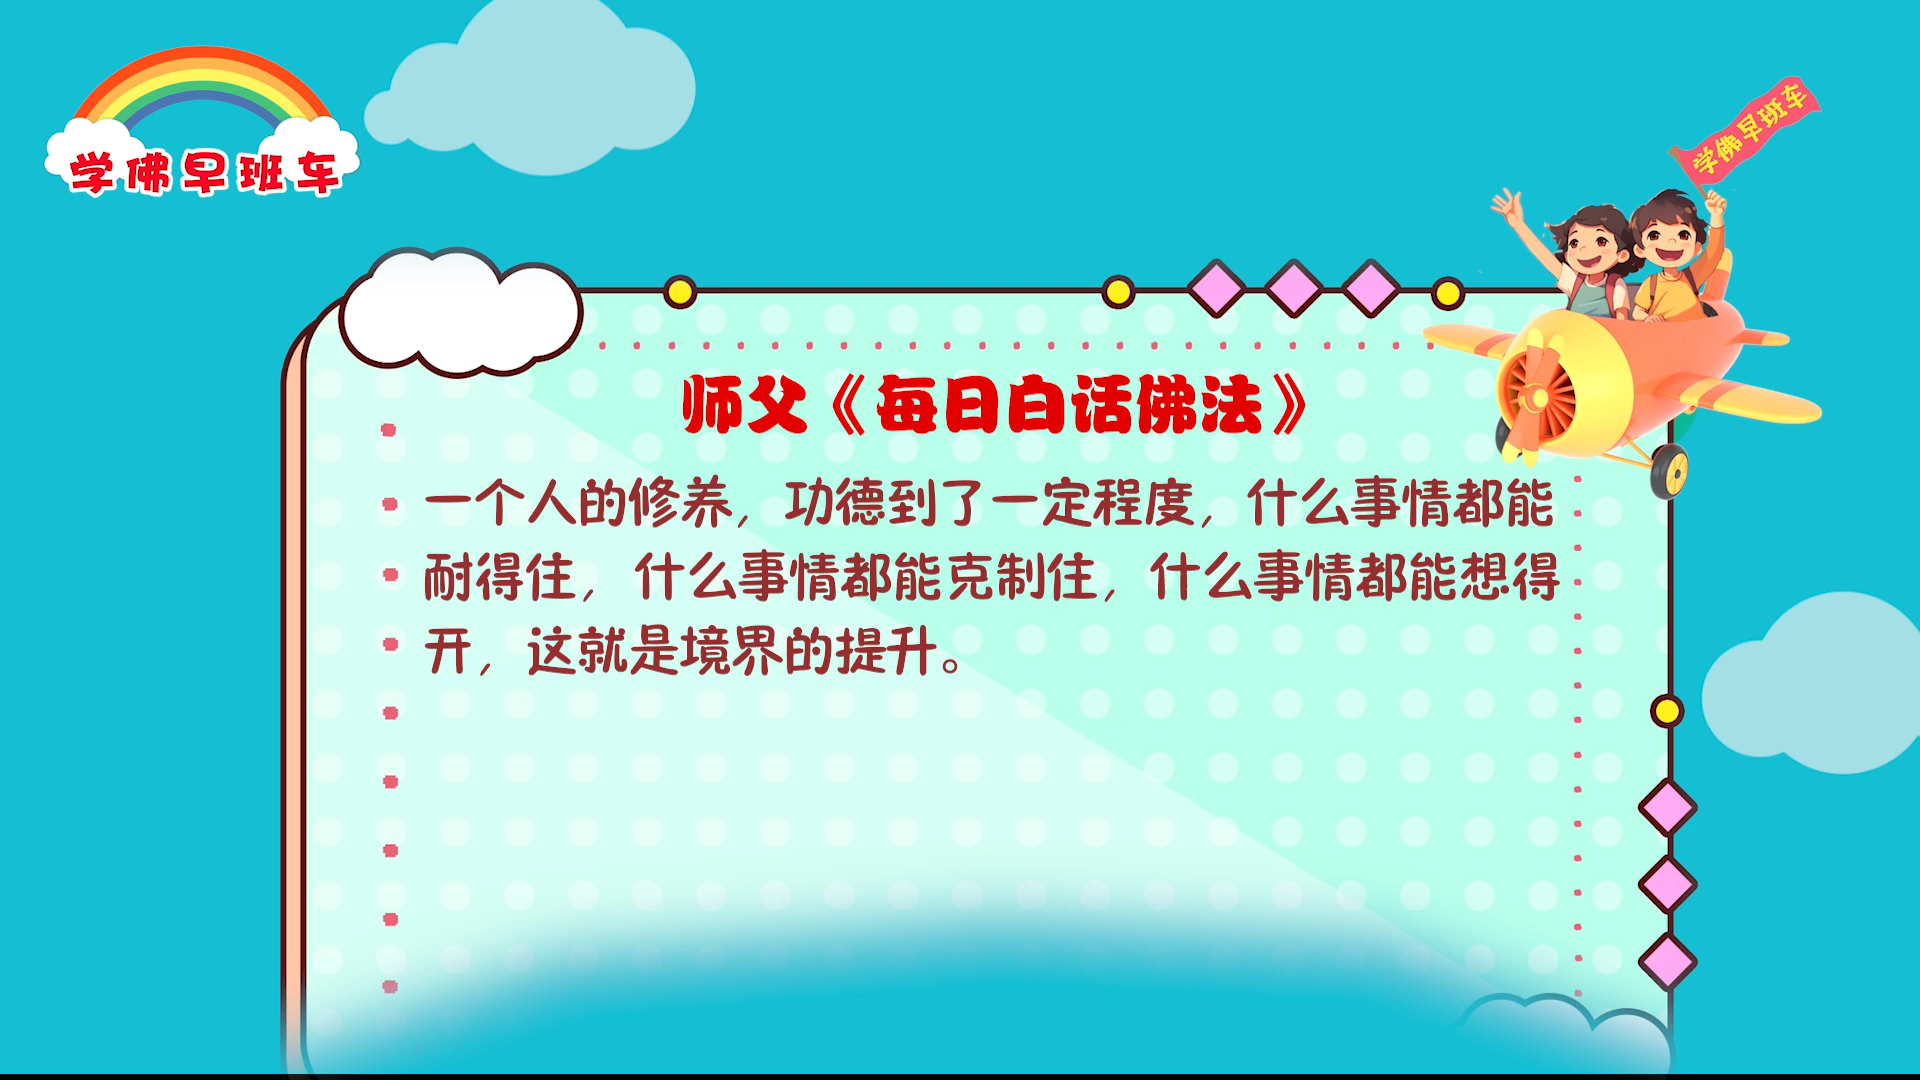 学佛早班车
学佛早班车
师父《每日白话佛法》
一个人的修养，功德到了一定程度，什么事情都能
耐得住，什么事情都能克制住，什么事情都能想得
开，这就是境界的提升。